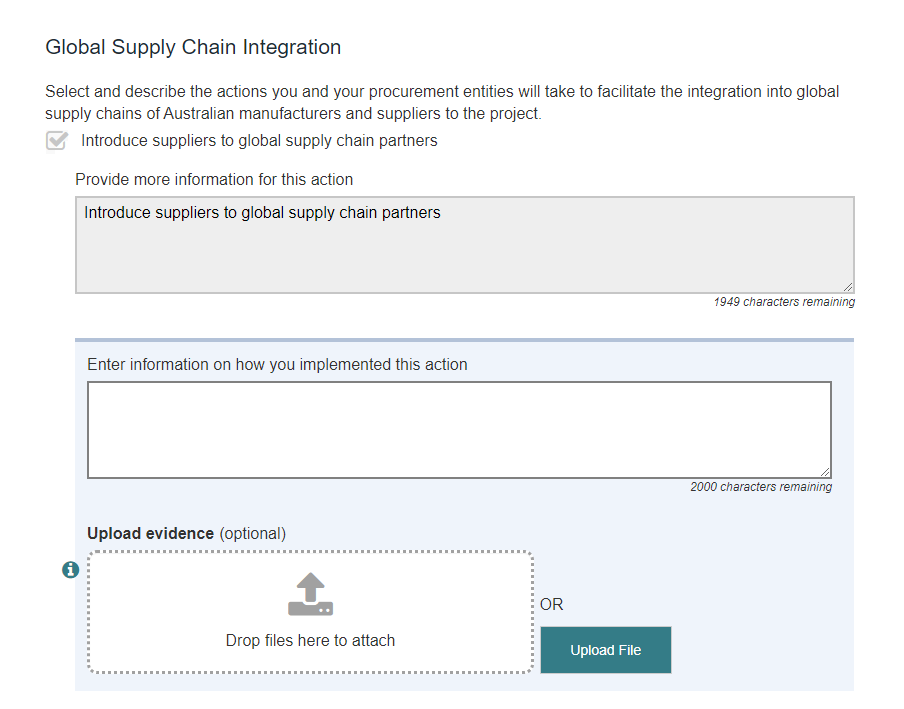 Global Supply Chain Integration
Select and describe the actions you and your procurement entities will take to facilitate the integration into global
supply chains of Australian manufacturers and suppliers to the project.
Introduce suppliers to global supply chain partners
Provide more information for this action
Introduce suppliers to global supply chain partners
1949 characters remaining
Enter information on how you implemented this action
2000 characters remaining
Upload evidence (optional)
Drop files here to attach
OR
Upload File